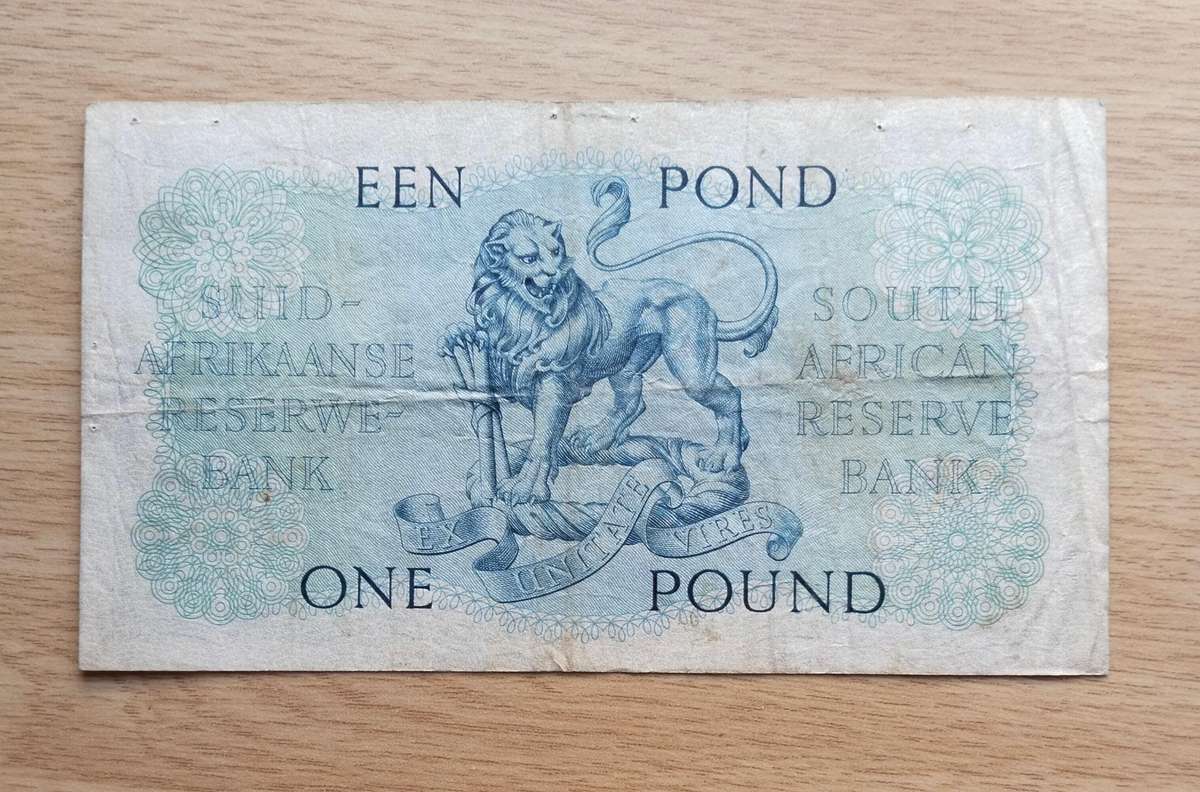 EEN POND
SUID-
AFRIKAANSE
RESERWE-
BANK
SOUTH
AFRICAN
RESERVE
BANK
EX UNITATE VIRES
ONE POUND